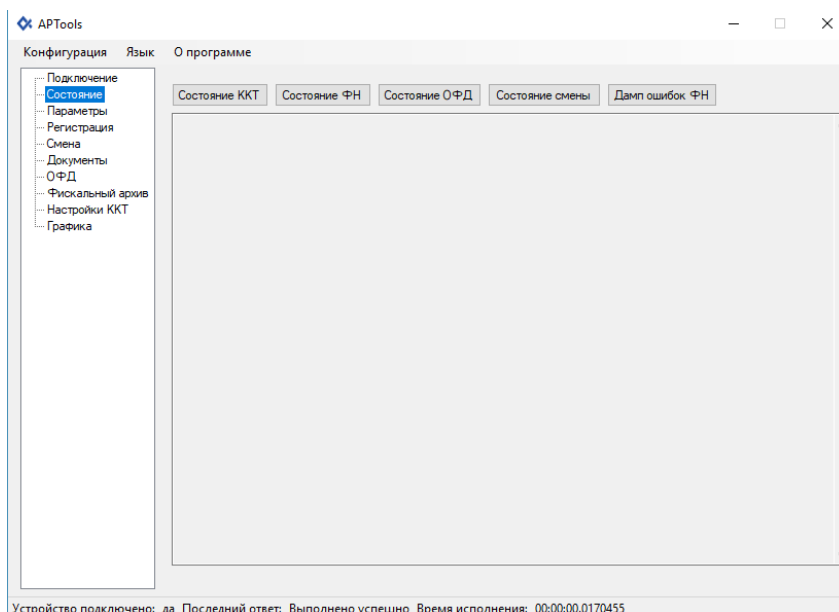 APTools
Конфигурация Язык О программе
Подключение
Состояние
Параметры
Регистрация
Смена
Документы
ОФД
Фискальный архив
Настройки ККТ
Графика
Состояние ККТ Состояние ФН Состояние ОФД Состояние смены Дамп ошибок ФН
Устройство подключено: да Последний ответ: Выполнено успешно Время исполнения: 00:00:00.0170455